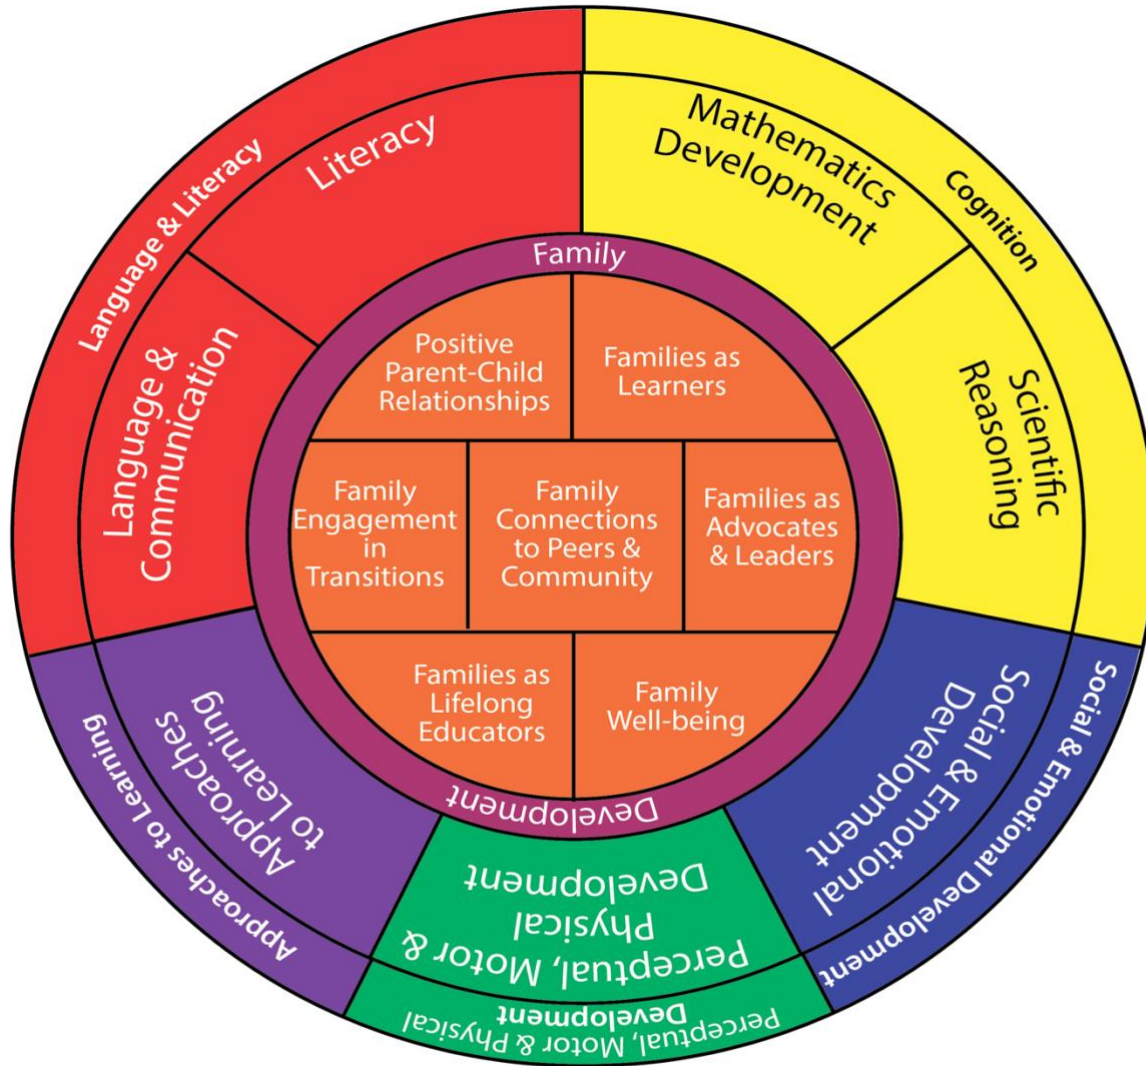 Language & Literacy
Literacy
Language &
Communication
Cognition
Mathematics
Development
Scientific
Reasoning
Social & Emotional Development
Social & Emotional
Development
Perceptual, Motor & Physical
Development
Perceptual, Motor &
Physical
Development
Approaches to Learning
Approaches
to Learning
Family
Development
Positive
Parent-Child
Relationships
Families as
Learners
Family
Engagement
in
Transitions
Family
Connections
to Peers &
Community
Families as
Advocates
& Leaders
Families as
Lifelong
Educators
Family
Well-being